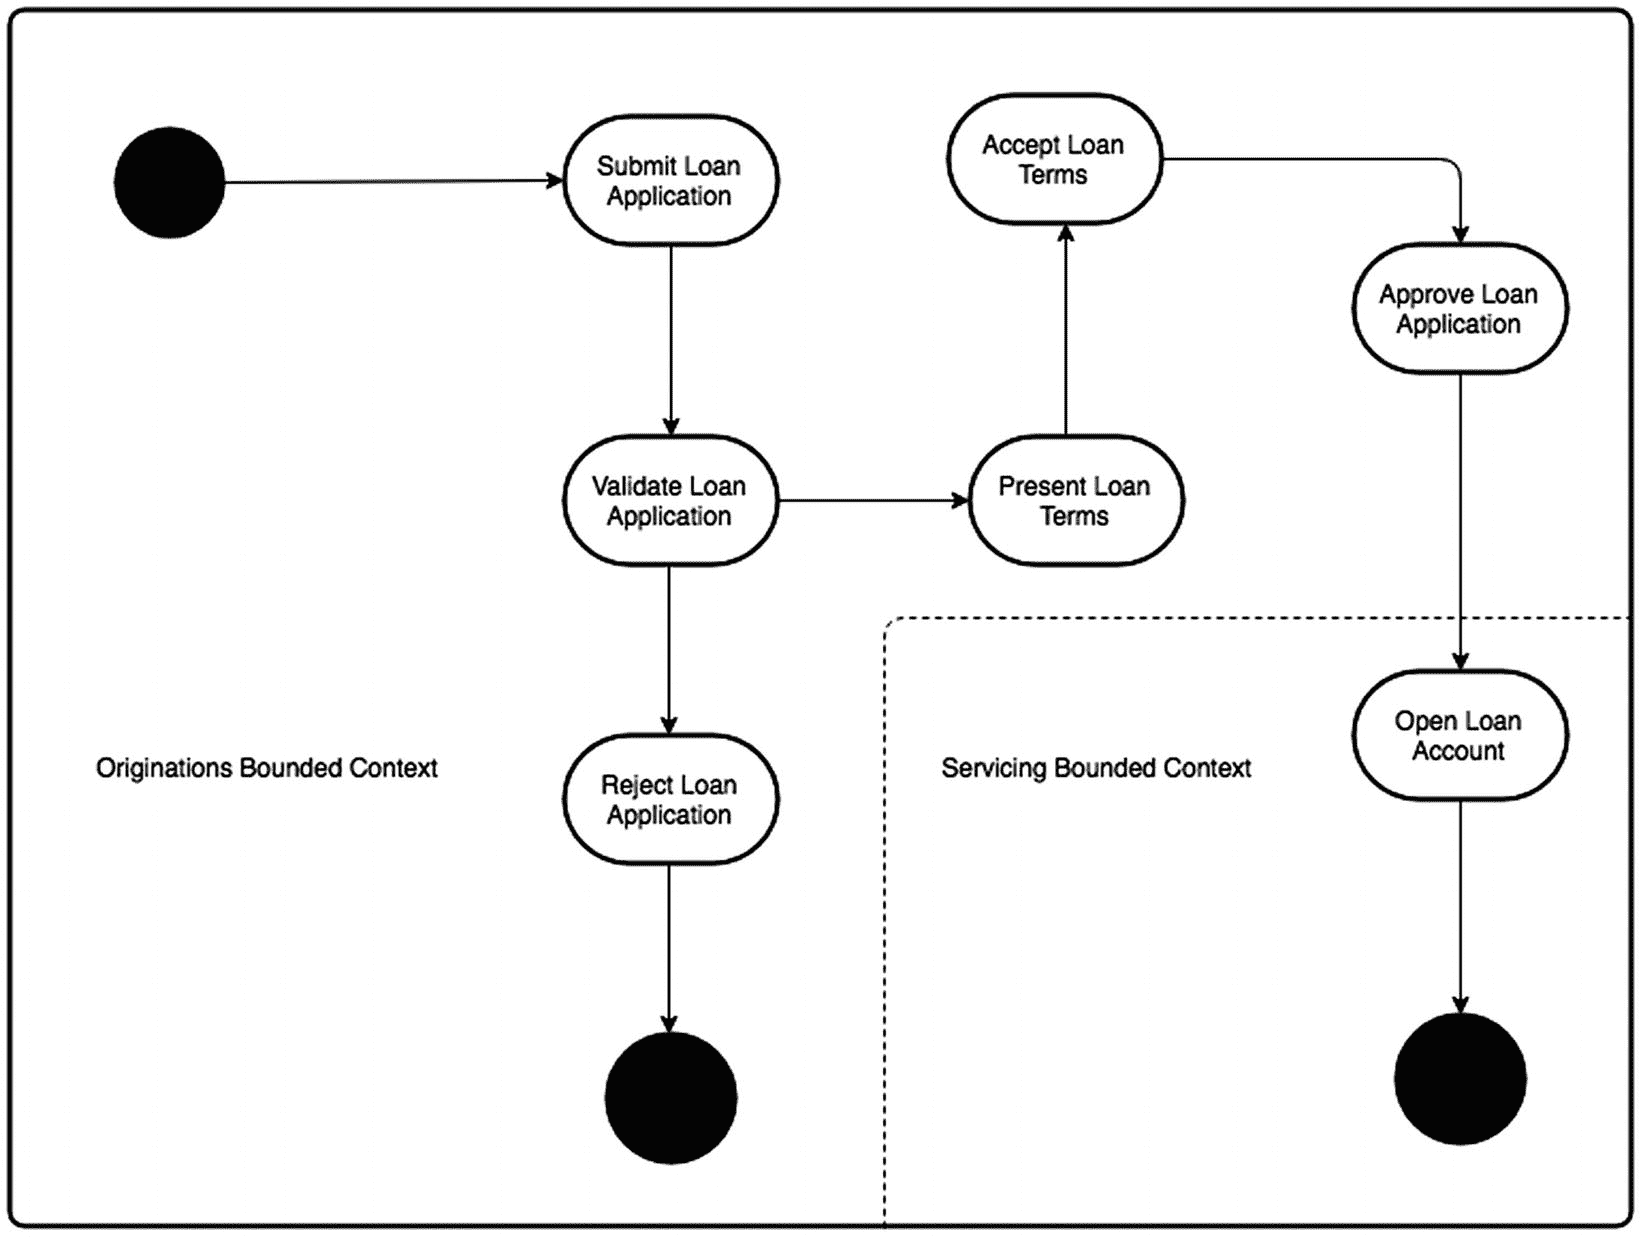 Submit Loan
Application
Accept Loan
Terms
Approve Loan
Application
Validate Loan
Application
Present Loan
Terms
Reject Loan
Application
Open Loan
Account
Originations Bounded Context
Servicing Bounded Context